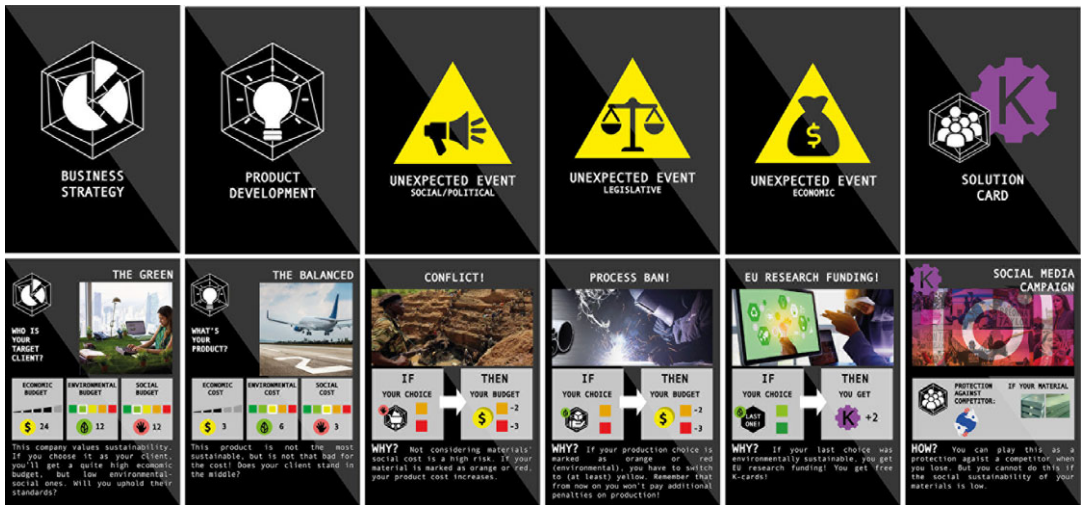 BUSINESS
STRATEGY
PRODUCT
DEVELOPMENT
UNEXPECTED EVENT
SOCIAL/POLITICAL
UNEXPECTED EVENT
LEGISLATIVE
UNEXPECTED EVENT
ECONOMIC
K
SOLUTION
CARD
THE GREEN
WHO IS
YOUR
TARGET
CLIENT?
ECONOMIC
BUDGET
ENVIRONMENTAL
BUDGET
SOCIAL
BUDGET
$ 24
12
12
This company values sustainability.
If you choose it as your client,
you'll get a quite high economic
budget, but low environmental-
social ones. Will you uphold their
standards?
THE BALANCED
WHAT'S
YOUR
PRODUCT?
ECONOMIC
COST
ENVIRONMENTAL
COST
SOCIAL
COST
$ 3
6
3
This product is not the most
sustainable, but is not that bad for
the cost! Does your client stand in
the middle?
CONFLICT!
IF
YOUR CHOICE
THEN
YOUR BUDGET
$
-2
-3
WHY? Not considering materials'
social cost is a high risk. If your
material is marked as orange or red,
your product cost increases.
PROCESS BAN!
IF
YOUR CHOICE
THEN
YOUR BUDGET
$
-2
-3
WHY? If your production choice is
marked as orange or red
(environmental), you have to switch
to (at least) yellow. Remember that
from now on you won't pay additional
penalties on production!
EU RESEARCH FUNDING!
IF
YOUR CHOICE
LAST
ONE!
THEN
YOU GET
K +2
WHY? If your last choice was
environmentally sustainable, you get
EU research funding! You get free
K-cards!
K
SOCIAL MEDIA
CAMPAIGN
PROTECTION
AGAINST
COMPETITOR:
IF YOUR MATERIAL
HOW? You can play this as a
protection against a competitor when
you lose. But you cannot do this if
the social sustainability of your
materials is low.